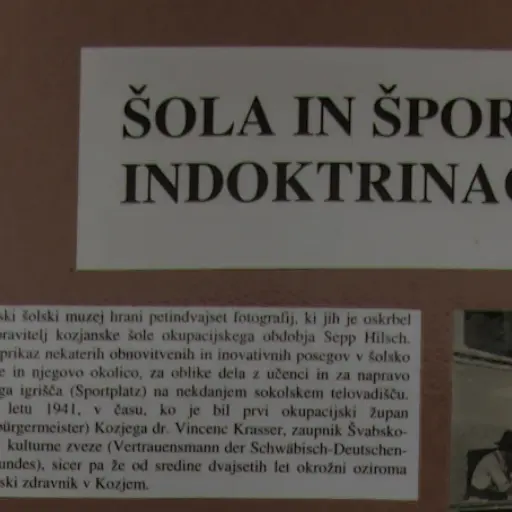 ŠOLA IN ŠPOR
INDOKTRINA
ski šolski muzej hrani petindvajset fotografij, ki jih je oskrbel
ravitelj kozjanske šole okupacijskega obdobja Sepp Hilsch.
prikaz nekaterih obnovitvenih in inovativnih posegov v šolsko
e in njegovo okolico, za oblike dela z učenci in za napravo
ga igrišča (Sportplatz) na nekdanjem sokolskem telovadišču.
letu 1941, v času, ko je bil prvi okupacijski župan
bürgermeister) Kozjega dr. Vincenc Krasser, zaupnik Švabsko-
kulturne zveze (Vertrauensmann der Schwäbisch-Deutschen-
undes), sicer pa že od sredine dvajsetih let okrožni oziroma
ski zdravnik v Kozjem.